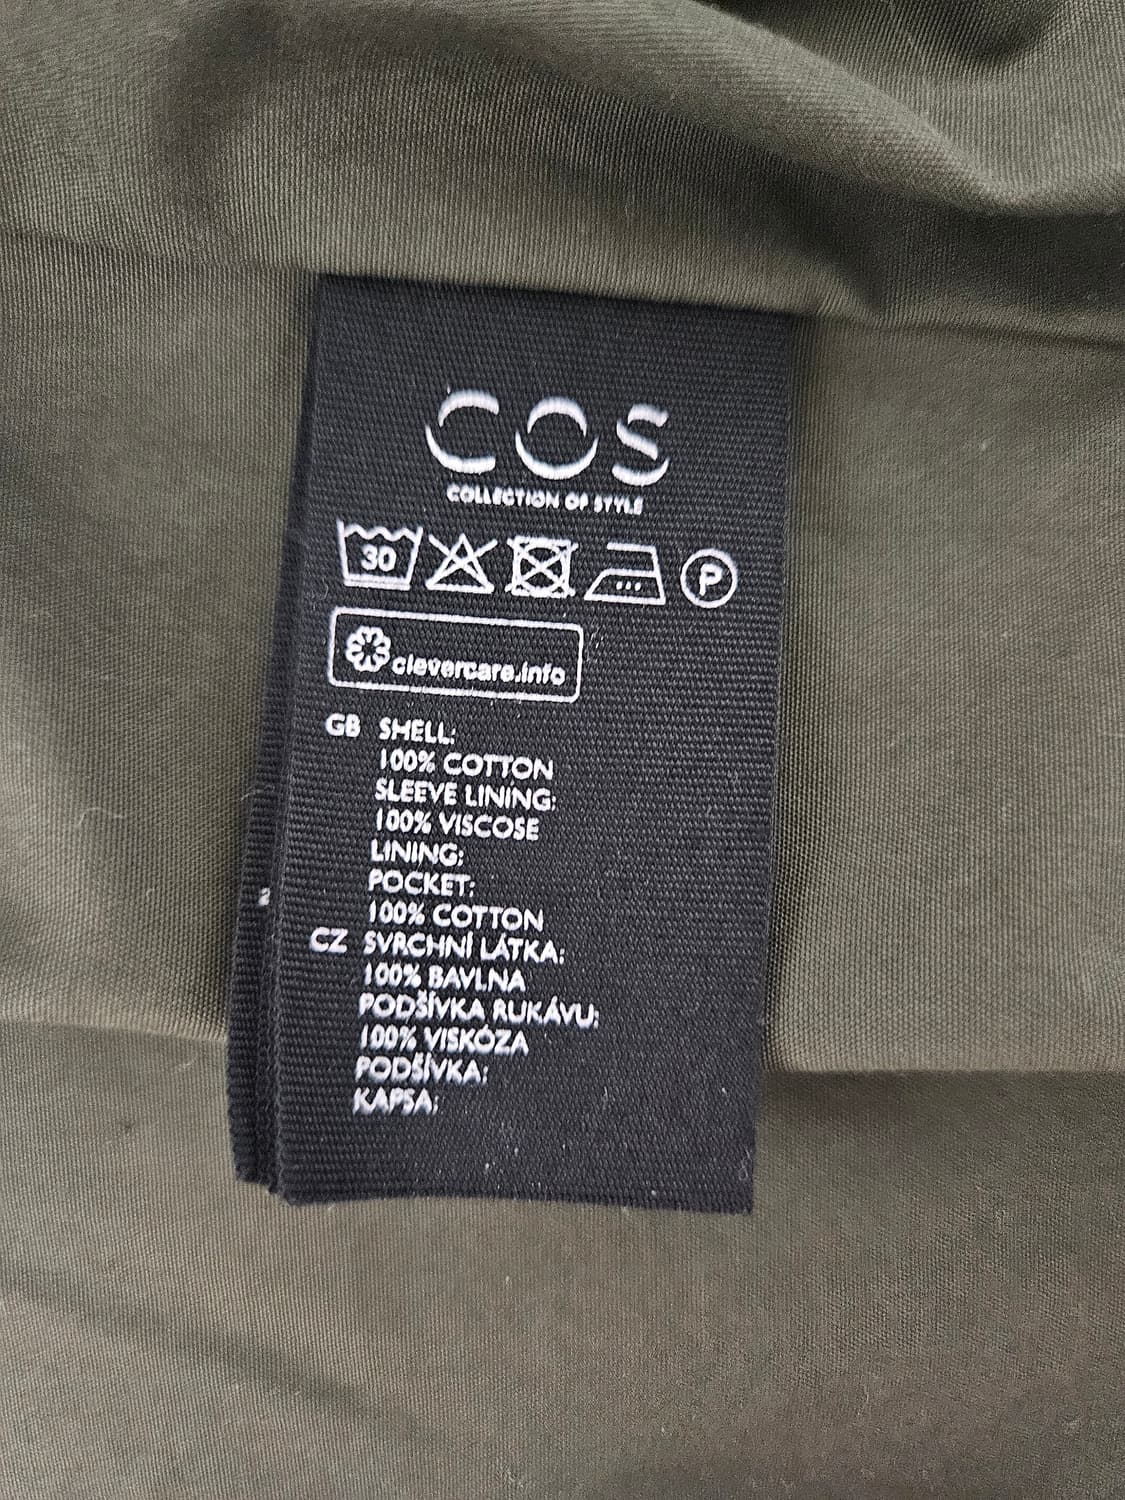 COS
COLLECTION OF STYLE
30 P
clevercare.info
GB SHELL:
100% COTTON
SLEEVE LINING:
100% VISCOSE
LINING:
POCKET:
100% COTTON
CZ SVRCHNÍ LÁTKA:
100% BAVLNA
PODŠÍVKA RUKÁVU:
100% VISKÓZA
PODŠÍVKA:
KAPSA:
2